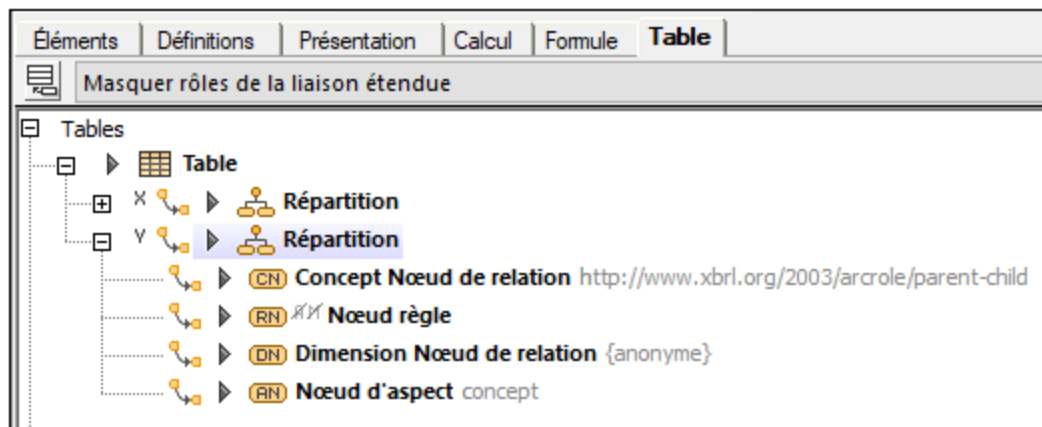 Éléments Définitions Présentation Calcul Formule Table
Masquer rôles de la liaison étendue
Tables
Table
X Répartition
Y Répartition
CN Concept Nœud de relation http://www.xbrl.org/2003/arcrole/parent-child
RN Nœud règle
DN Dimension Nœud de relation {anonyme}
AN Nœud d'aspect concept